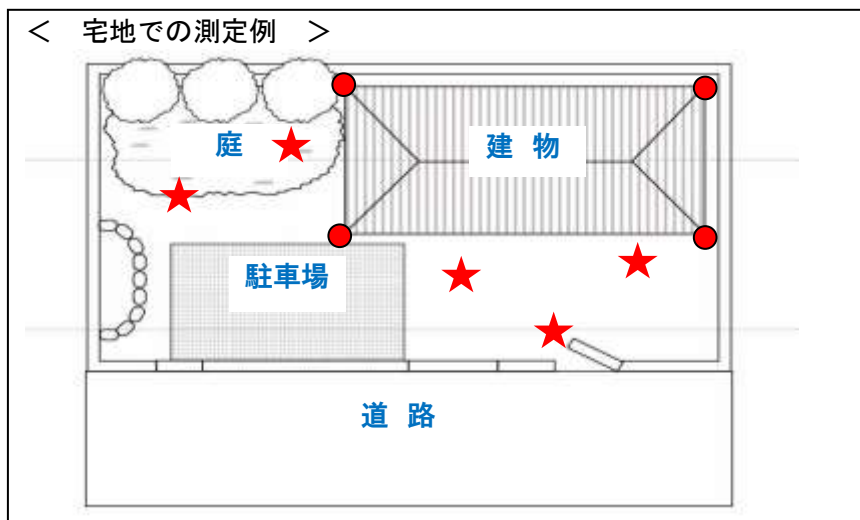 ＜　宅地での測定例　＞
庭
建 物
駐車場
道 路